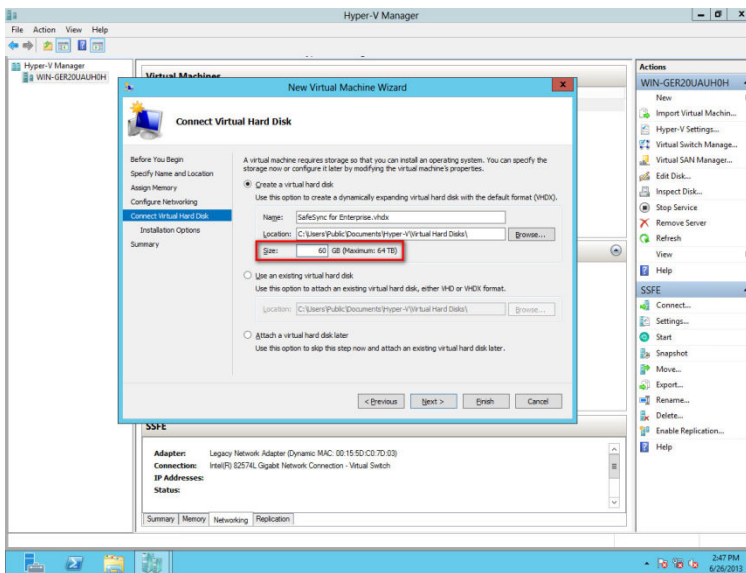 Hyper-V Manager
File Action View Help
Hyper-V Manager
WIN-GER20UAUH0H
Virtual Machines
New Virtual Machine Wizard
X
Connect Virtual Hard Disk
Before You Begin
Specify Name and Location
Assign Memory
Configure Networking
Connect Virtual Hard Disk
Installation Options
Summary
A virtual machine requires storage so that you can install an operating system. You can specify the
storage now or configure it later by modifying the virtual machine's properties.
Create a virtual hard disk
Use this option to create a dynamically expanding virtual hard disk with the default format (VHDX).
Name: SafeSync for Enterprise.vhdx
Location: C:\Users\Public\Documents\Hyper-V\Virtual Hard Disks\ Browse...
Size: 60 GB (Maximum: 64 TB)
Use an existing virtual hard disk
Use this option to attach an existing virtual hard disk, either VHD or VHDX format.
Location: C:\Users\Public\Documents\Hyper-V\Virtual Hard Disks\ Browse...
Attach a virtual hard disk later
Use this option to skip this step now and attach an existing virtual hard disk later.
< Previous Next > Finish Cancel
SSFE
Adapter: Legacy Network Adapter (Dynamic MAC: 00:15:5D:C0:7D:03)
Connection: Intel(R) 82574L Gigabit Network Connection - Virtual Switch
IP Addresses:
Status:
Summary Memory Networking Replication
Actions
WIN-GER20UAUH0H
New
Import Virtual Machin...
Hyper-V Settings...
Virtual Switch Manage...
Virtual SAN Manager...
Edit Disk...
Inspect Disk...
Stop Service
Remove Server
Refresh
View
Help
SSFE
Connect...
Settings...
Start
Snapshot
Move...
Export...
Rename...
Delete...
Enable Replication...
Help
2:47 PM
6/26/2013